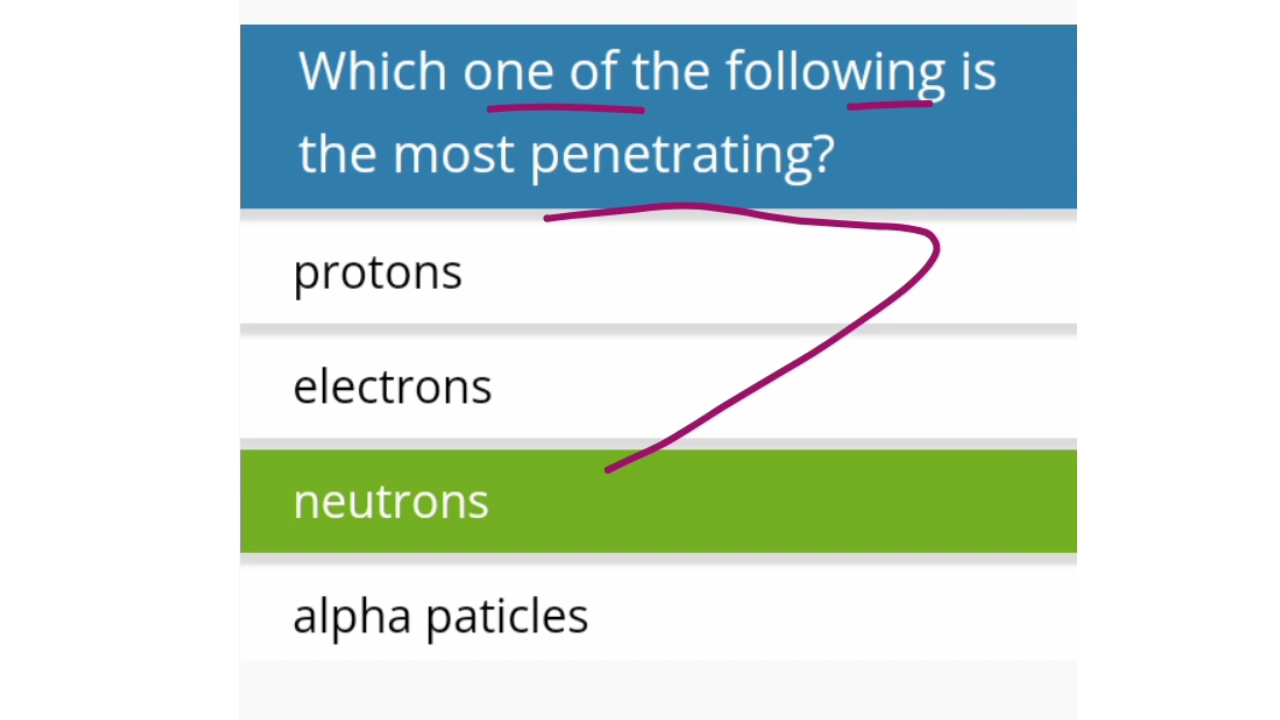 Which one of the following is
the most penetrating?
protons
electrons
neutrons
alpha paticles